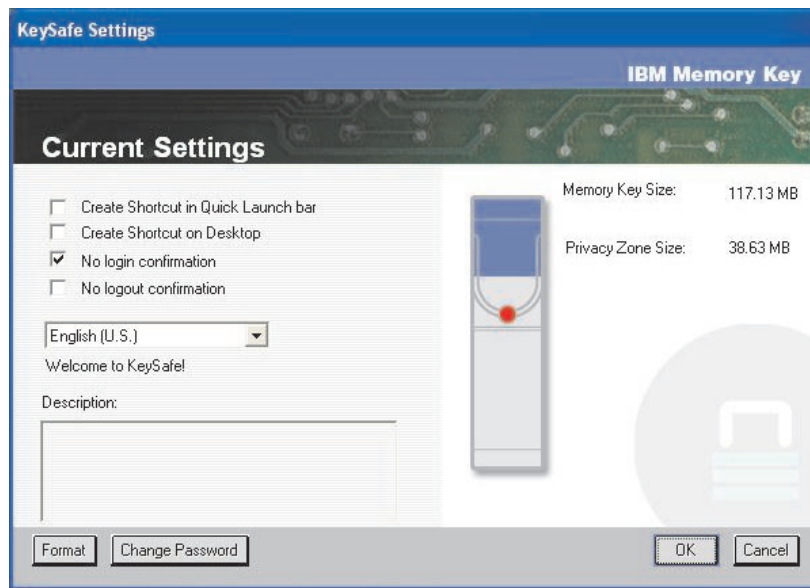 KeySafe Settings
IBM Memory Key
Current Settings
Create Shortcut in Quick Launch bar
Create Shortcut on Desktop
No login confirmation
No logout confirmation
English (U.S.)
Welcome to KeySafe!
Description:
Memory Key Size: 117.13 MB
Privacy Zone Size: 38.63 MB
Format Change Password OK Cancel